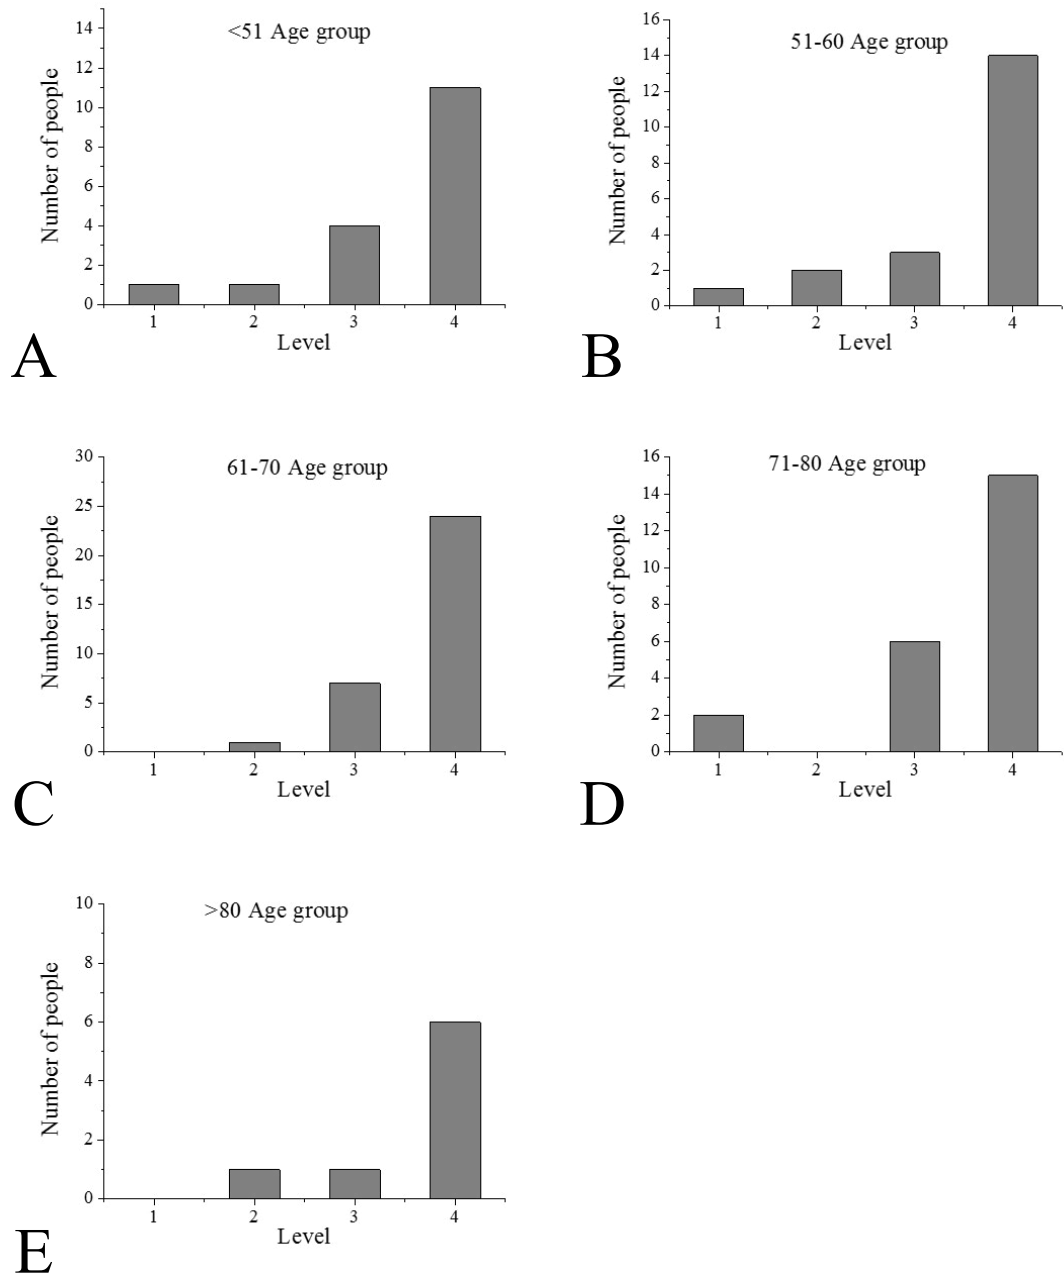 <51 Age group
Number of people
14
12
10
8
6
4
2
0
1 2 3 4
Level
A
51-60 Age group
Number of people
16
14
12
10
8
6
4
2
0
1 2 3 4
Level
B
61-70 Age group
Number of people
30
25
20
15
10
5
0
1 2 3 4
Level
C
71-80 Age group
Number of people
16
14
12
10
8
6
4
2
0
1 2 3 4
Level
D
>80 Age group
Number of people
10
8
6
4
2
0
1 2 3 4
Level
E